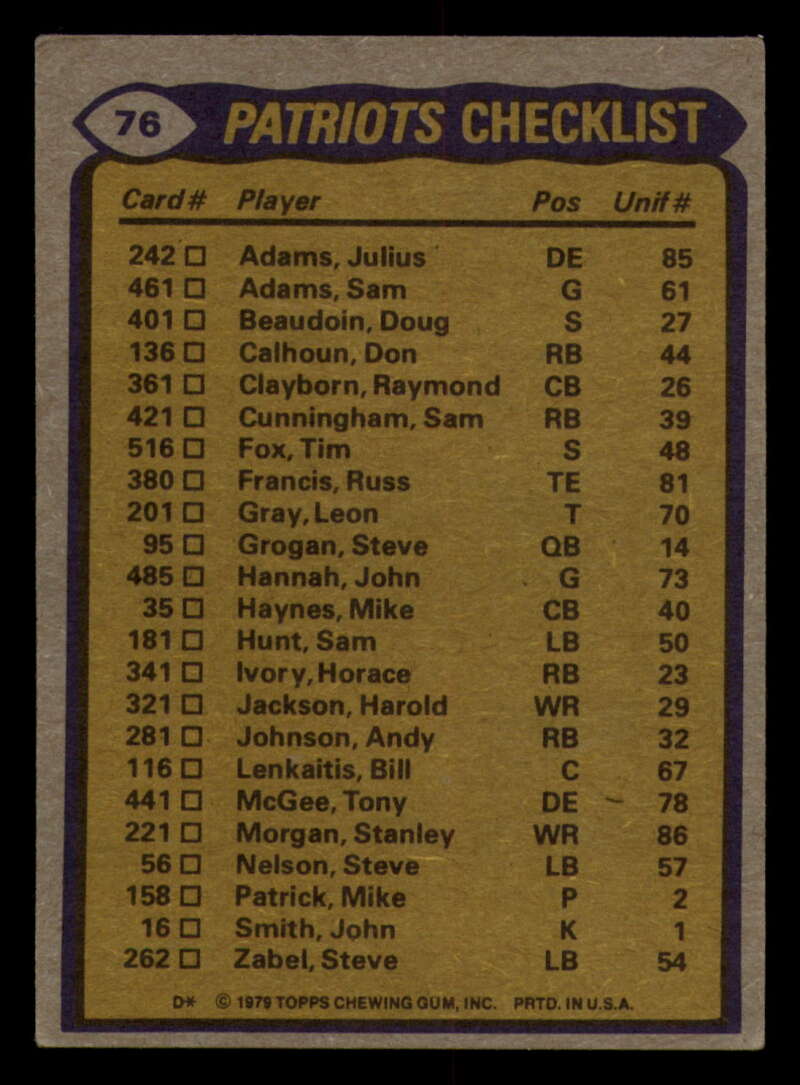 76 PATRIOTS CHECKLIST
Card# Player Pos Unif#
242 □ Adams, Julius DE 85
461 □ Adams, Sam G 61
401 □ Beaudoin, Doug S 27
136 □ Calhoun, Don RB 44
361 □ Clayborn, Raymond CB 26
421 □ Cunningham, Sam RB 39
516 □ Fox, Tim S 48
380 □ Francis, Russ TE 81
201 □ Gray, Leon T 70
95 □ Grogan, Steve QB 14
485 □ Hannah, John G 73
35 □ Haynes, Mike CB 40
181 □ Hunt, Sam LB 50
341 □ Ivory, Horace RB 23
321 □ Jackson, Harold WR 29
281 □ Johnson, Andy RB 32
116 □ Lenkaitis, Bill C 67
441 □ McGee, Tony DE 78
221 □ Morgan, Stanley WR 86
56 □ Nelson, Steve LB 57
158 □ Patrick, Mike P 2
16 □ Smith, John K 1
262 □ Zabel, Steve LB 54
D* © 1979 TOPPS CHEWING GUM, INC. PRTD. IN U.S.A.